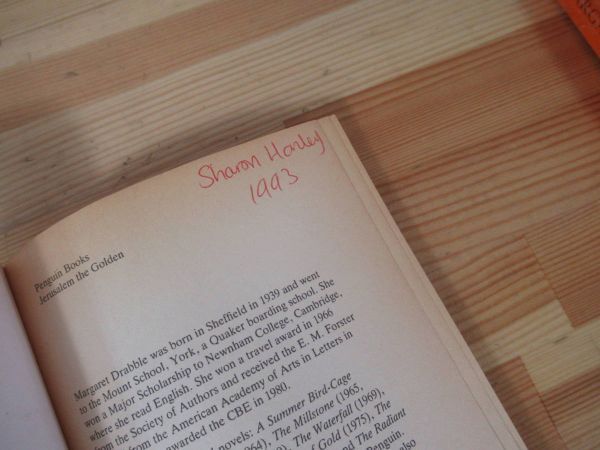 Sharon Hanley
1993
Penguin Books
Jerusalem the Golden
Margaret Drabble was born in Sheffield in 1939 and went
to the Mount School, York, a Quaker boarding school. She
won a Major Scholarship to Newnham College, Cambridge,
where she read English. She won a travel award in 1966
from the Society of Authors and received the E. M. Forster
from the American Academy of Arts in Letters in
awarded the CBE in 1980.
novels: A Summer Bird-Cage
The Millstone (1965,
The Waterfall (1969),
of Gold (1975), The
and The Radiant
Penguin.
also